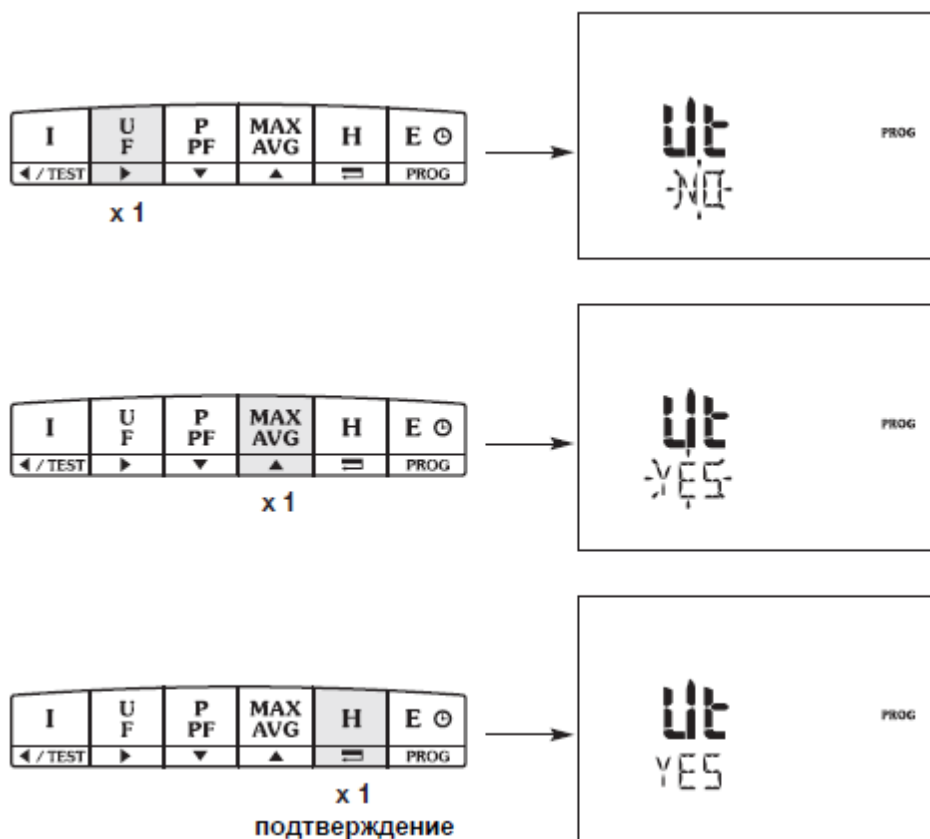 I U F P PF MAX AVG H E
/ TEST PROG
x 1
Ut
NO
PROG
I U F P PF MAX AVG H E
/ TEST PROG
x 1
Ut
YES
PROG
I U F P PF MAX AVG H E
/ TEST PROG
x 1
подтверждение
Ut
YES
PROG